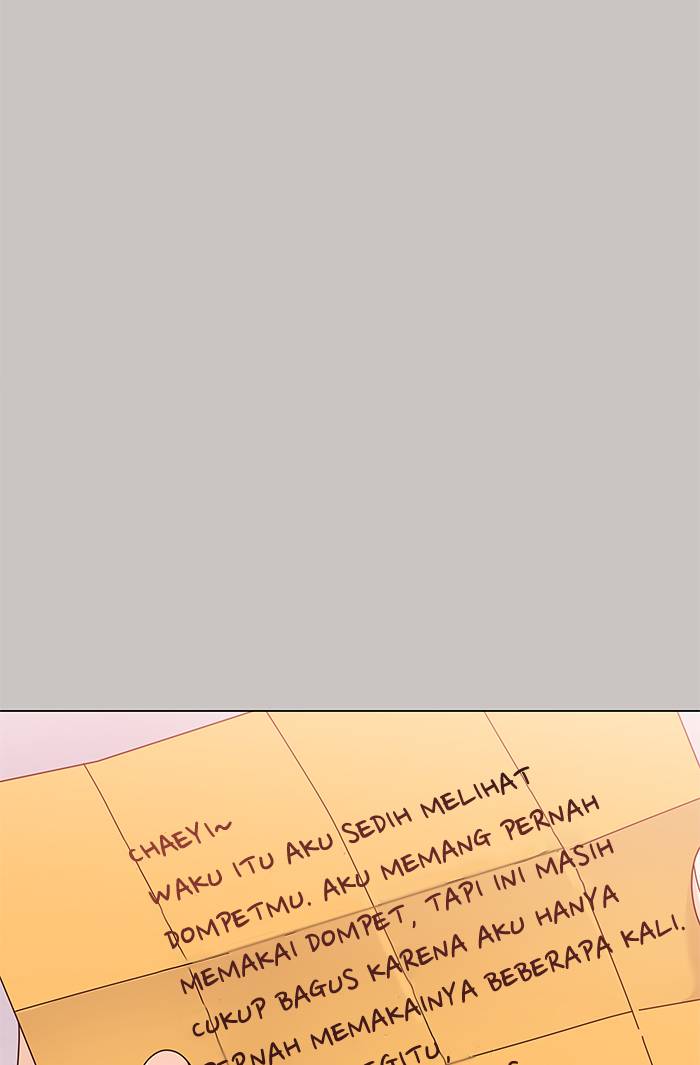 CHAEYI~
WAKU ITU AKU SEDIH MELIHAT
DOMPETMU. AKU MEMANG PERNAH
MEMAKAI DOMPET, TAPI INI MASIH
CUKUP BAGUS KARENA AKU HANYA
PERNAH MEMAKAINYA BEBERAPA KALI.